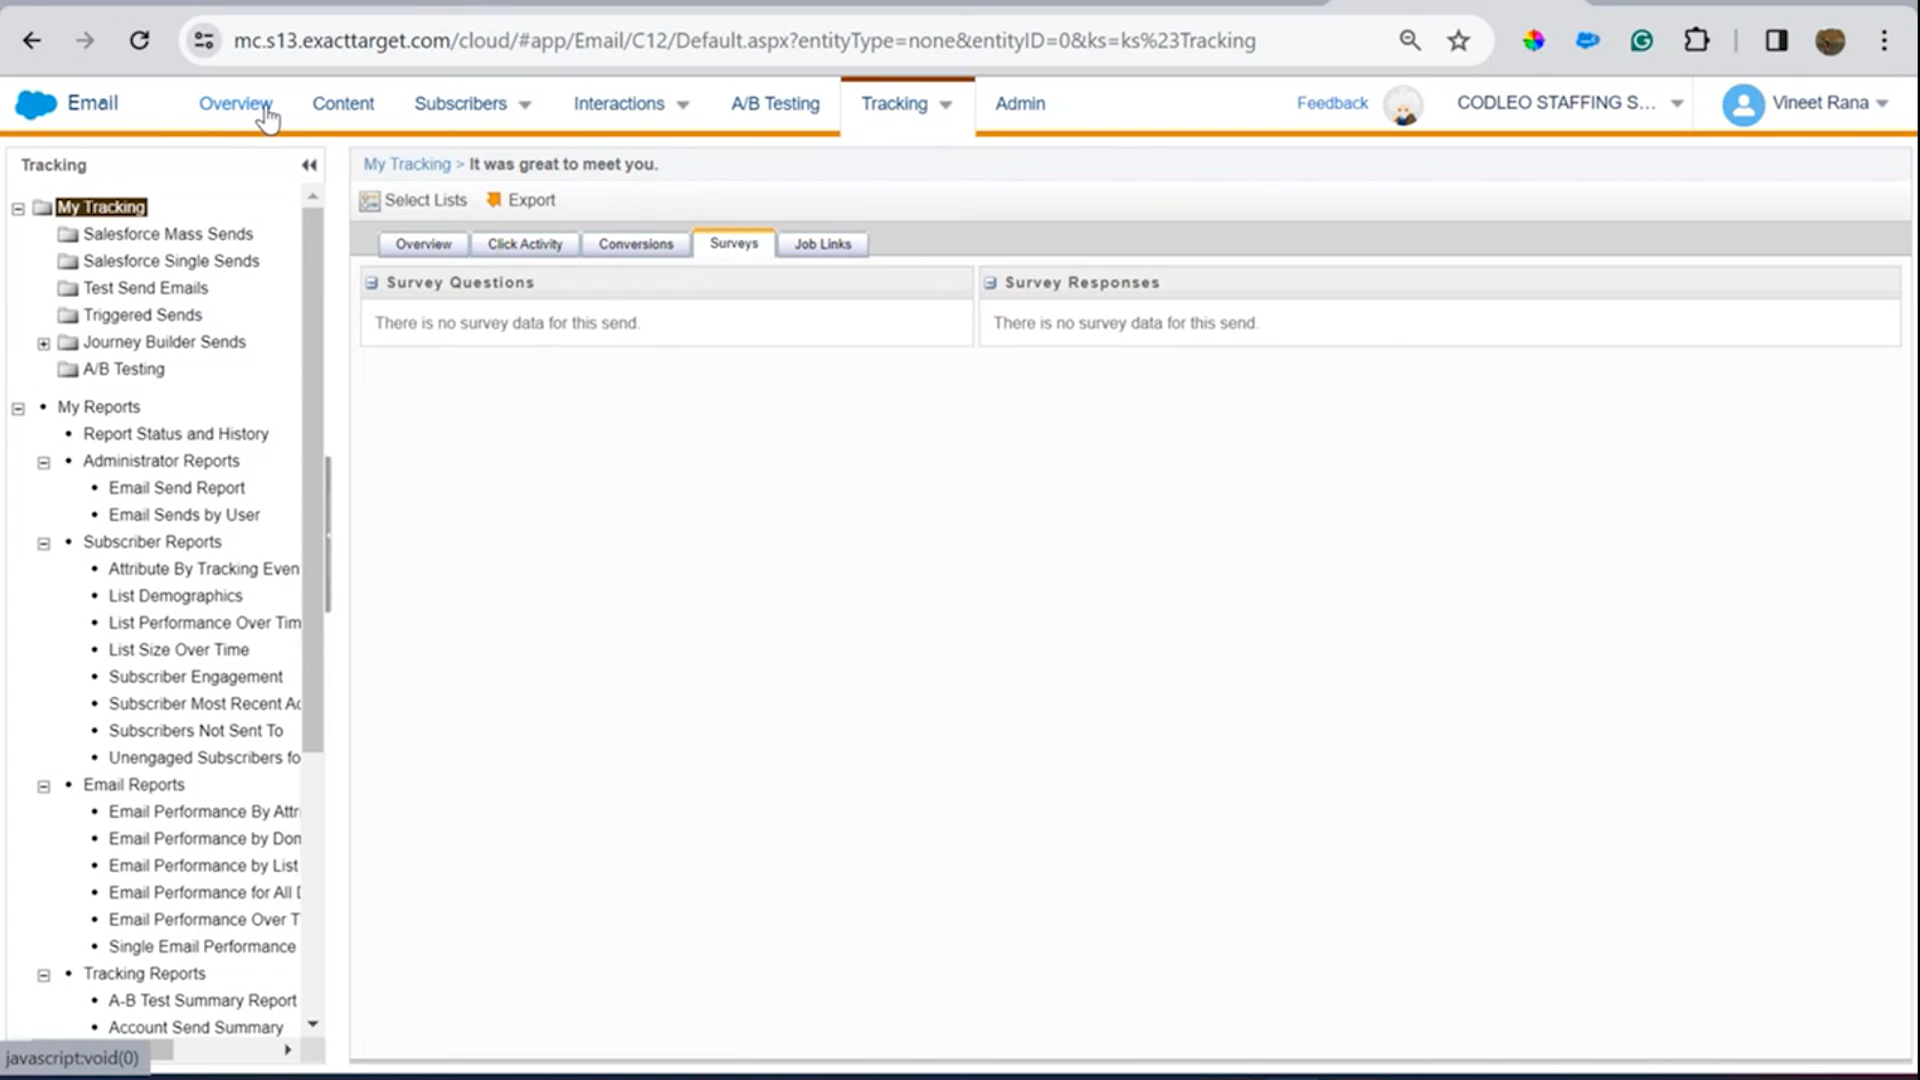 mc.s13.exacttarget.com/cloud/#app/Email/C12/Default.aspx?entityType=none&entityID=0&ks=ks%23Tracking
Email Overview Content Subscribers Interactions A/B Testing Tracking Admin Feedback CODLEO STAFFING S... Vineet Rana
Tracking
My Tracking
Salesforce Mass Sends
Salesforce Single Sends
Test Send Emails
Triggered Sends
Journey Builder Sends
A/B Testing
My Reports
Report Status and History
Administrator Reports
Email Send Report
Email Sends by User
Subscriber Reports
Attribute By Tracking Even
List Demographics
List Performance Over Tim
List Size Over Time
Subscriber Engagement
Subscriber Most Recent Ac
Subscribers Not Sent To
Unengaged Subscribers fo
Email Reports
Email Performance By Attr
Email Performance by Don
Email Performance by List
Email Performance for All
Email Performance Over T
Single Email Performance
Tracking Reports
A-B Test Summary Report
Account Send Summary
javascript:void(0)
My Tracking > It was great to meet you.
Select Lists Export
Overview Click Activity Conversions Surveys Job Links
Survey Questions
There is no survey data for this send.
Survey Responses
There is no survey data for this send.